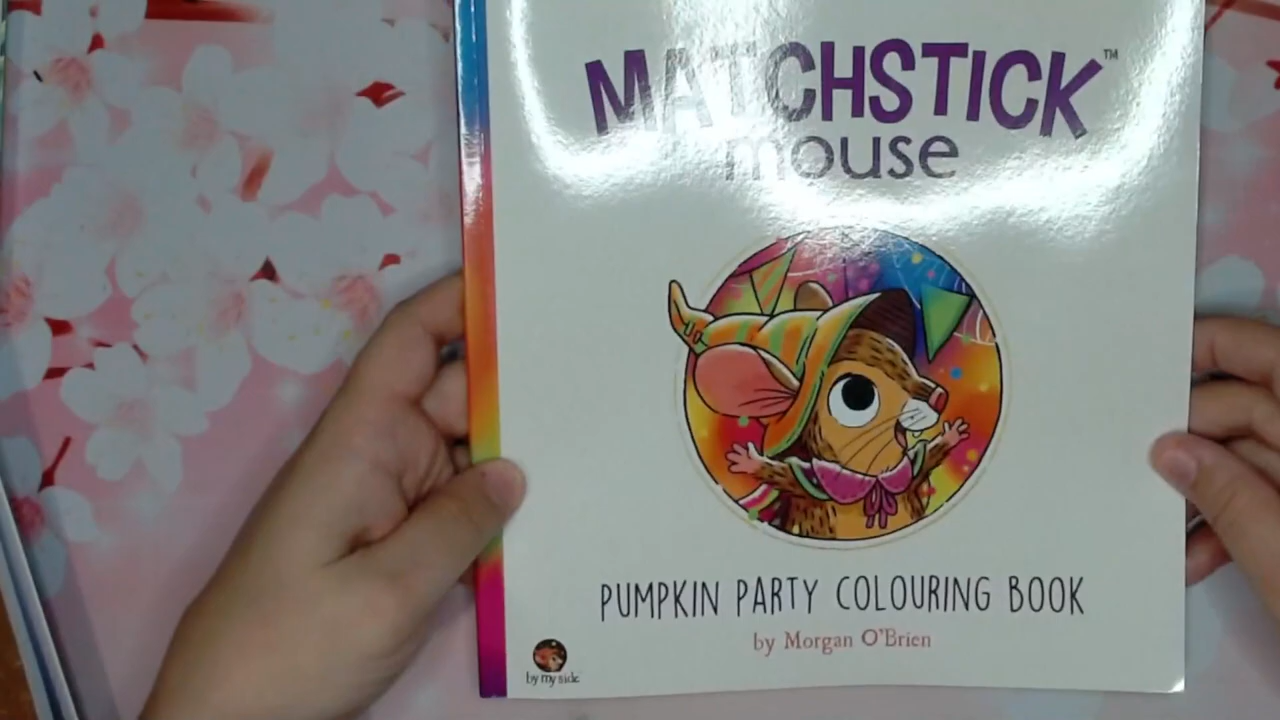 MATCHSTICK™
mouse
PUMPKIN PARTY COLOURING BOOK
by Morgan O'Brien
by my side